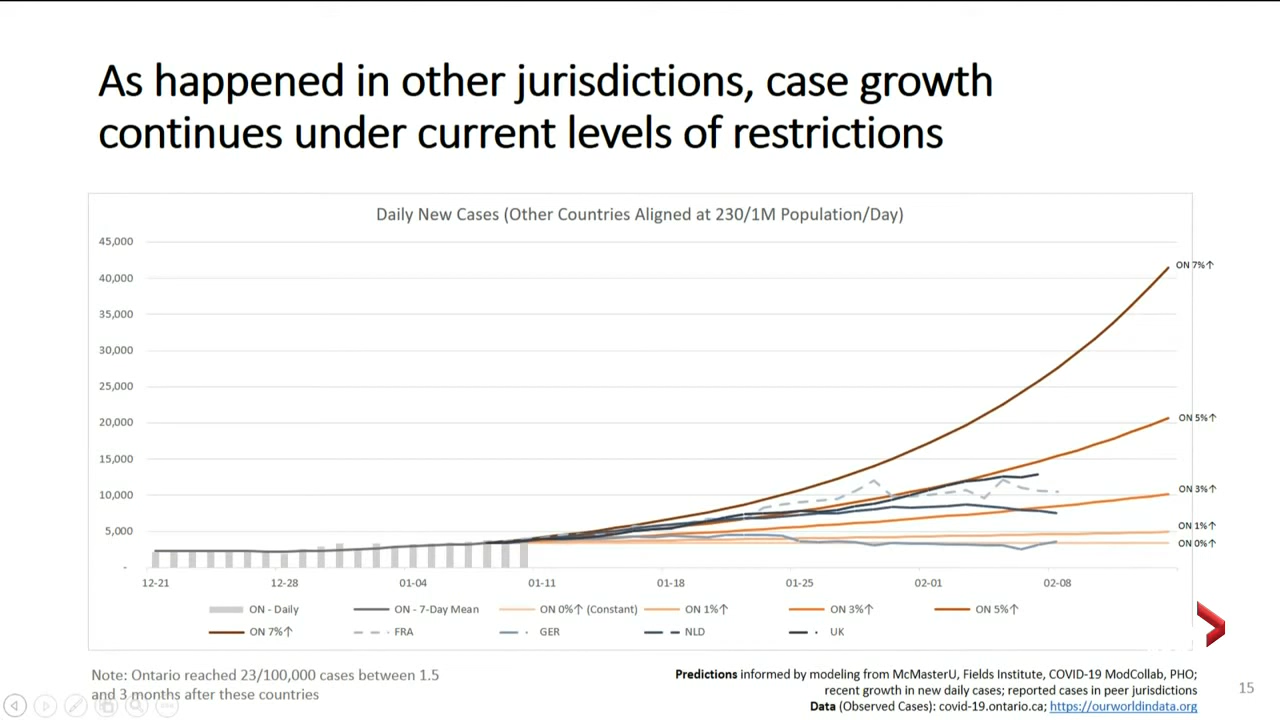 As happened in other jurisdictions, case growth
continues under current levels of restrictions
Daily New Cases (Other Countries Aligned at 230/1M Population/Day)
45,000
40,000
35,000
30,000
25,000
20,000
15,000
10,000
5,000
-
12-21 12-28 01-04 01-11 01-18 01-25 02-01 02-08
ON 7%↑
ON 5%↑
ON 3%↑
ON 1%↑
ON 0%↑
ON - Daily ON - 7-Day Mean ON 0%↑ (Constant) ON 1%↑ ON 3%↑ ON 5%↑
ON 7%↑ FRA GER NLD UK
Note: Ontario reached 23/100,000 cases between 1.5
and 3 months after these countries
Predictions informed by modeling from McMasterU, Fields Institute, COVID-19 ModCollab, PHO;
recent growth in new daily cases; reported cases in peer jurisdictions
Data (Observed Cases): covid-19.ontario.ca; https://ourworldindata.org
15